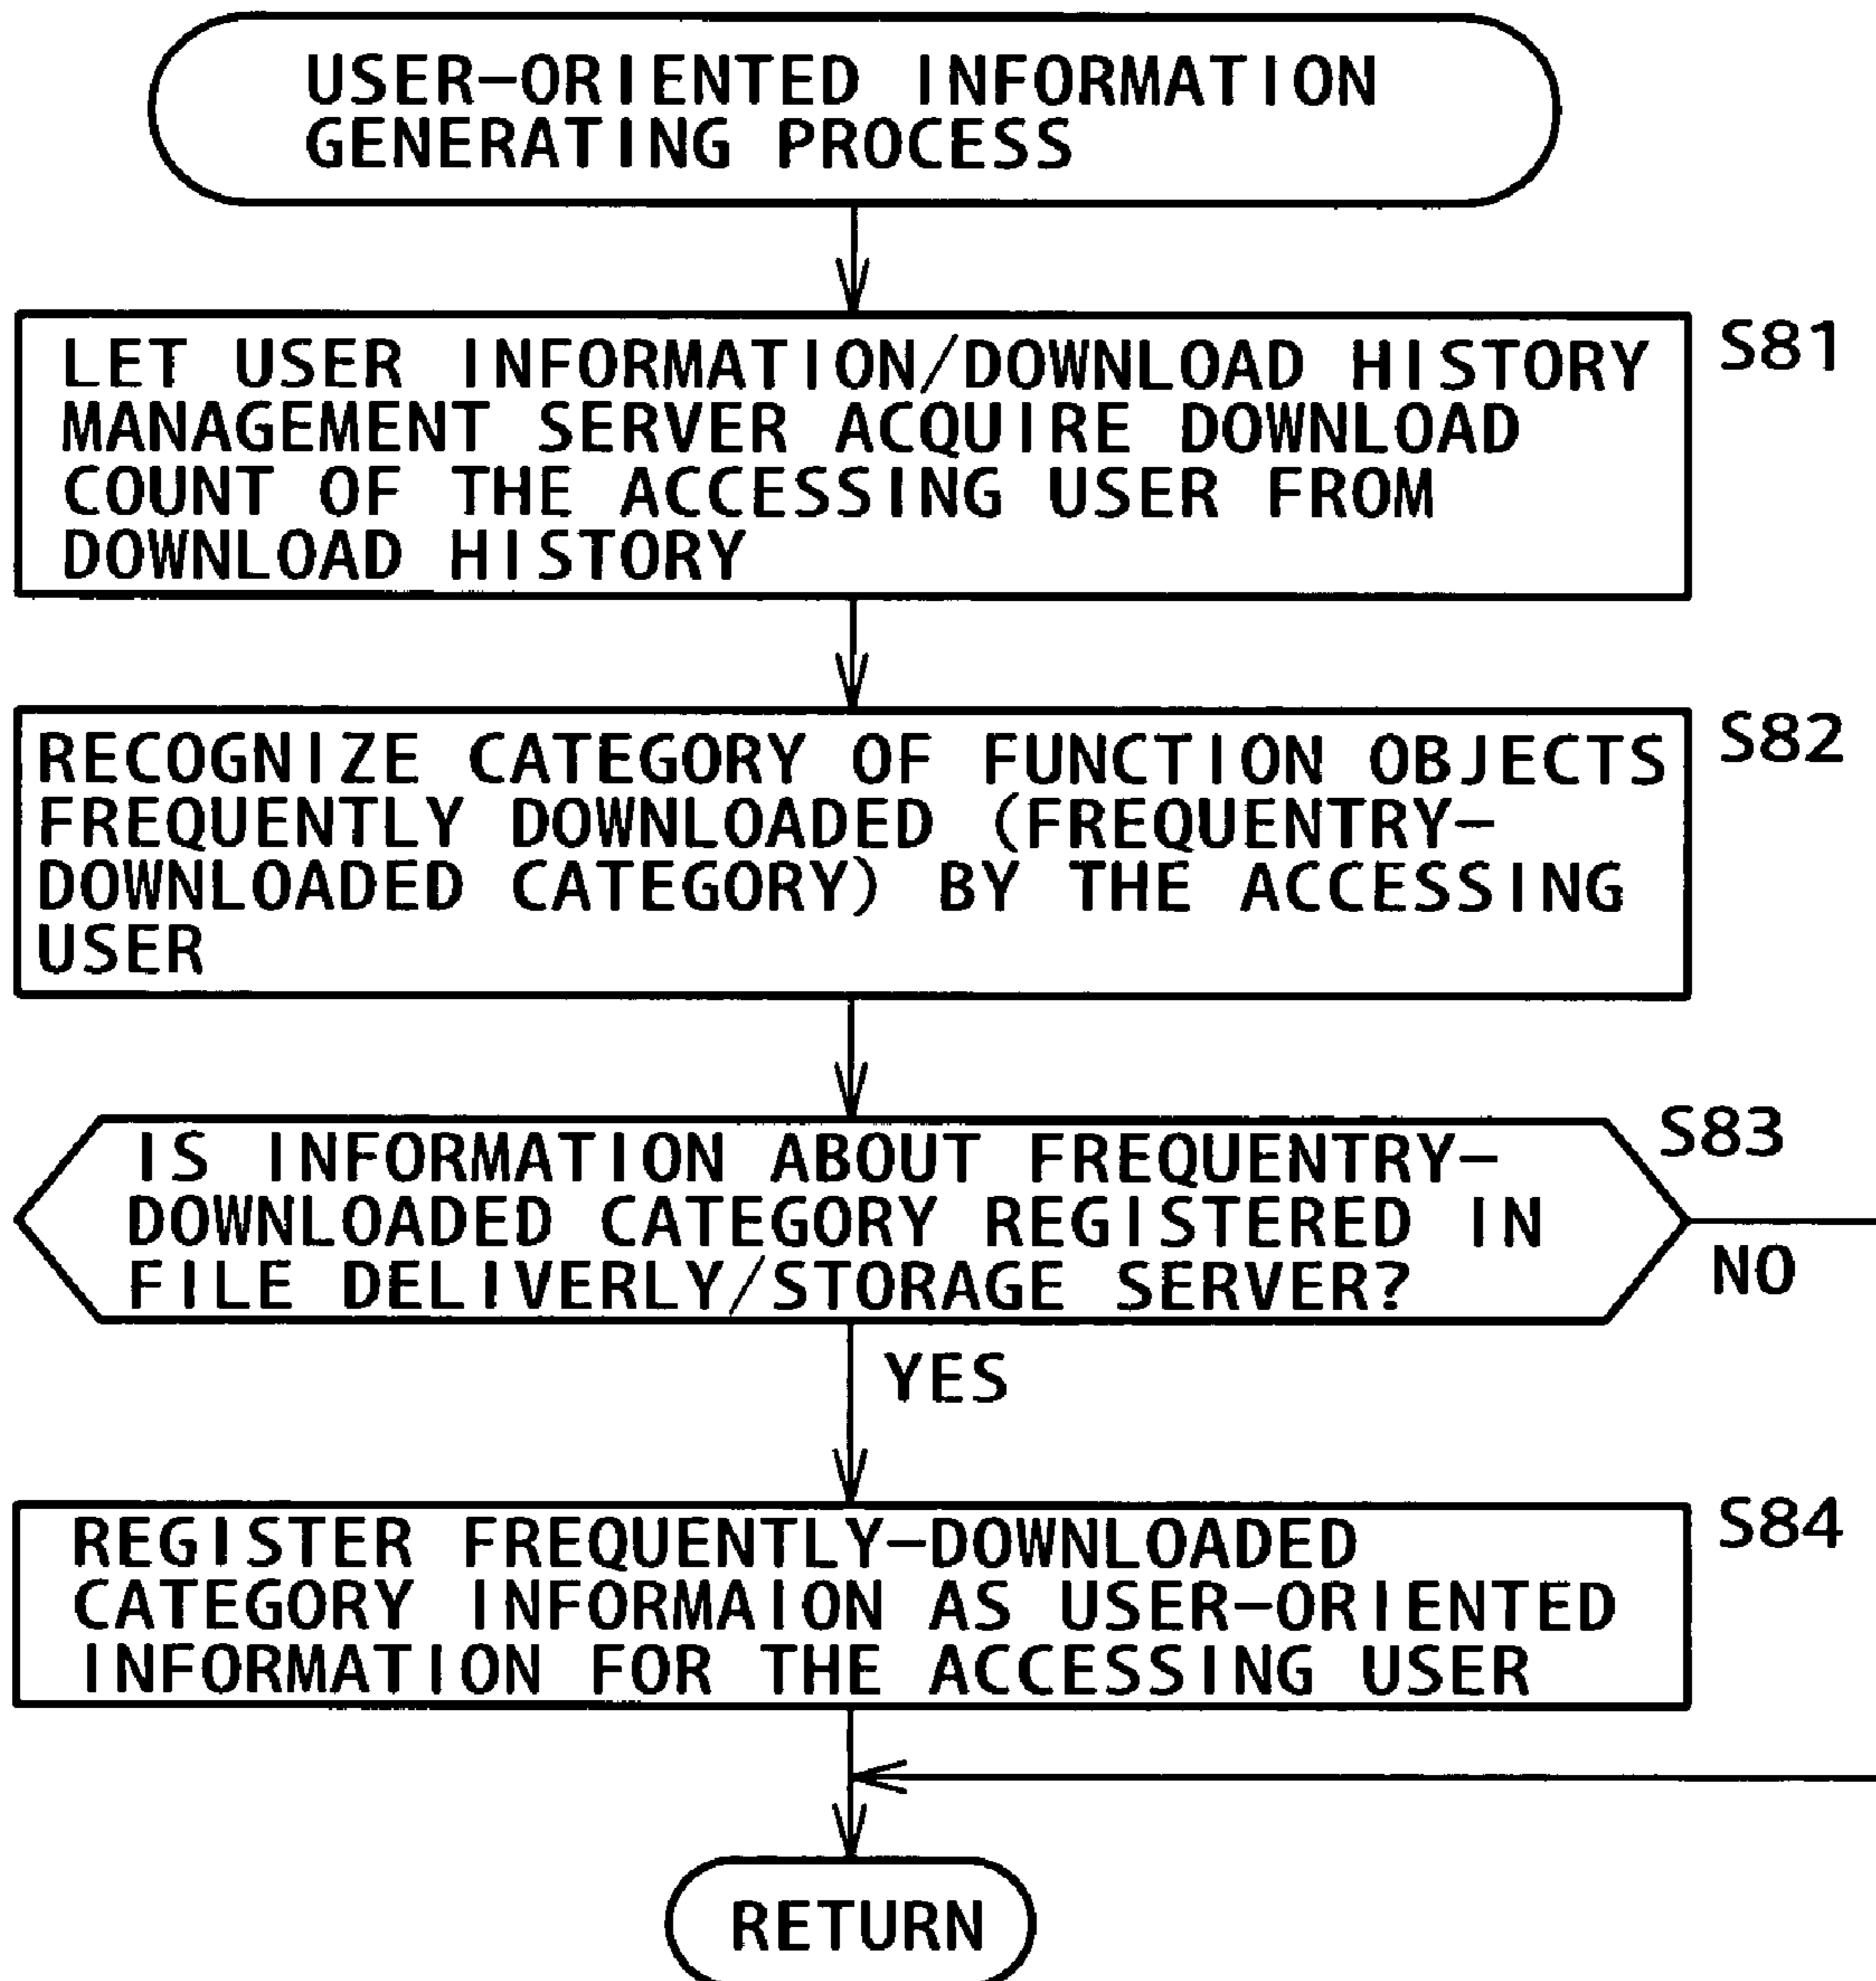 USER-ORIENTED INFORMATION
GENERATING PROCESS
LET USER INFORMATION/DOWNLOAD HISTORY
MANAGEMENT SERVER ACQUIRE DOWNLOAD
COUNT OF THE ACCESSING USER FROM
DOWNLOAD HISTORY
S81
RECOGNIZE CATEGORY OF FUNCTION OBJECTS
FREQUENTLY DOWNLOADED (FREQUENTRY-
DOWNLOADED CATEGORY) BY THE ACCESSING
USER
S82
IS INFORMATION ABOUT FREQUENTRY-
DOWNLOADED CATEGORY REGISTERED IN
FILE DELIVERLY/STORAGE SERVER?
S83
NO
YES
REGISTER FREQUENTLY-DOWNLOADED
CATEGORY INFORMAION AS USER-ORIENTED
INFORMATION FOR THE ACCESSING USER
S84
RETURN